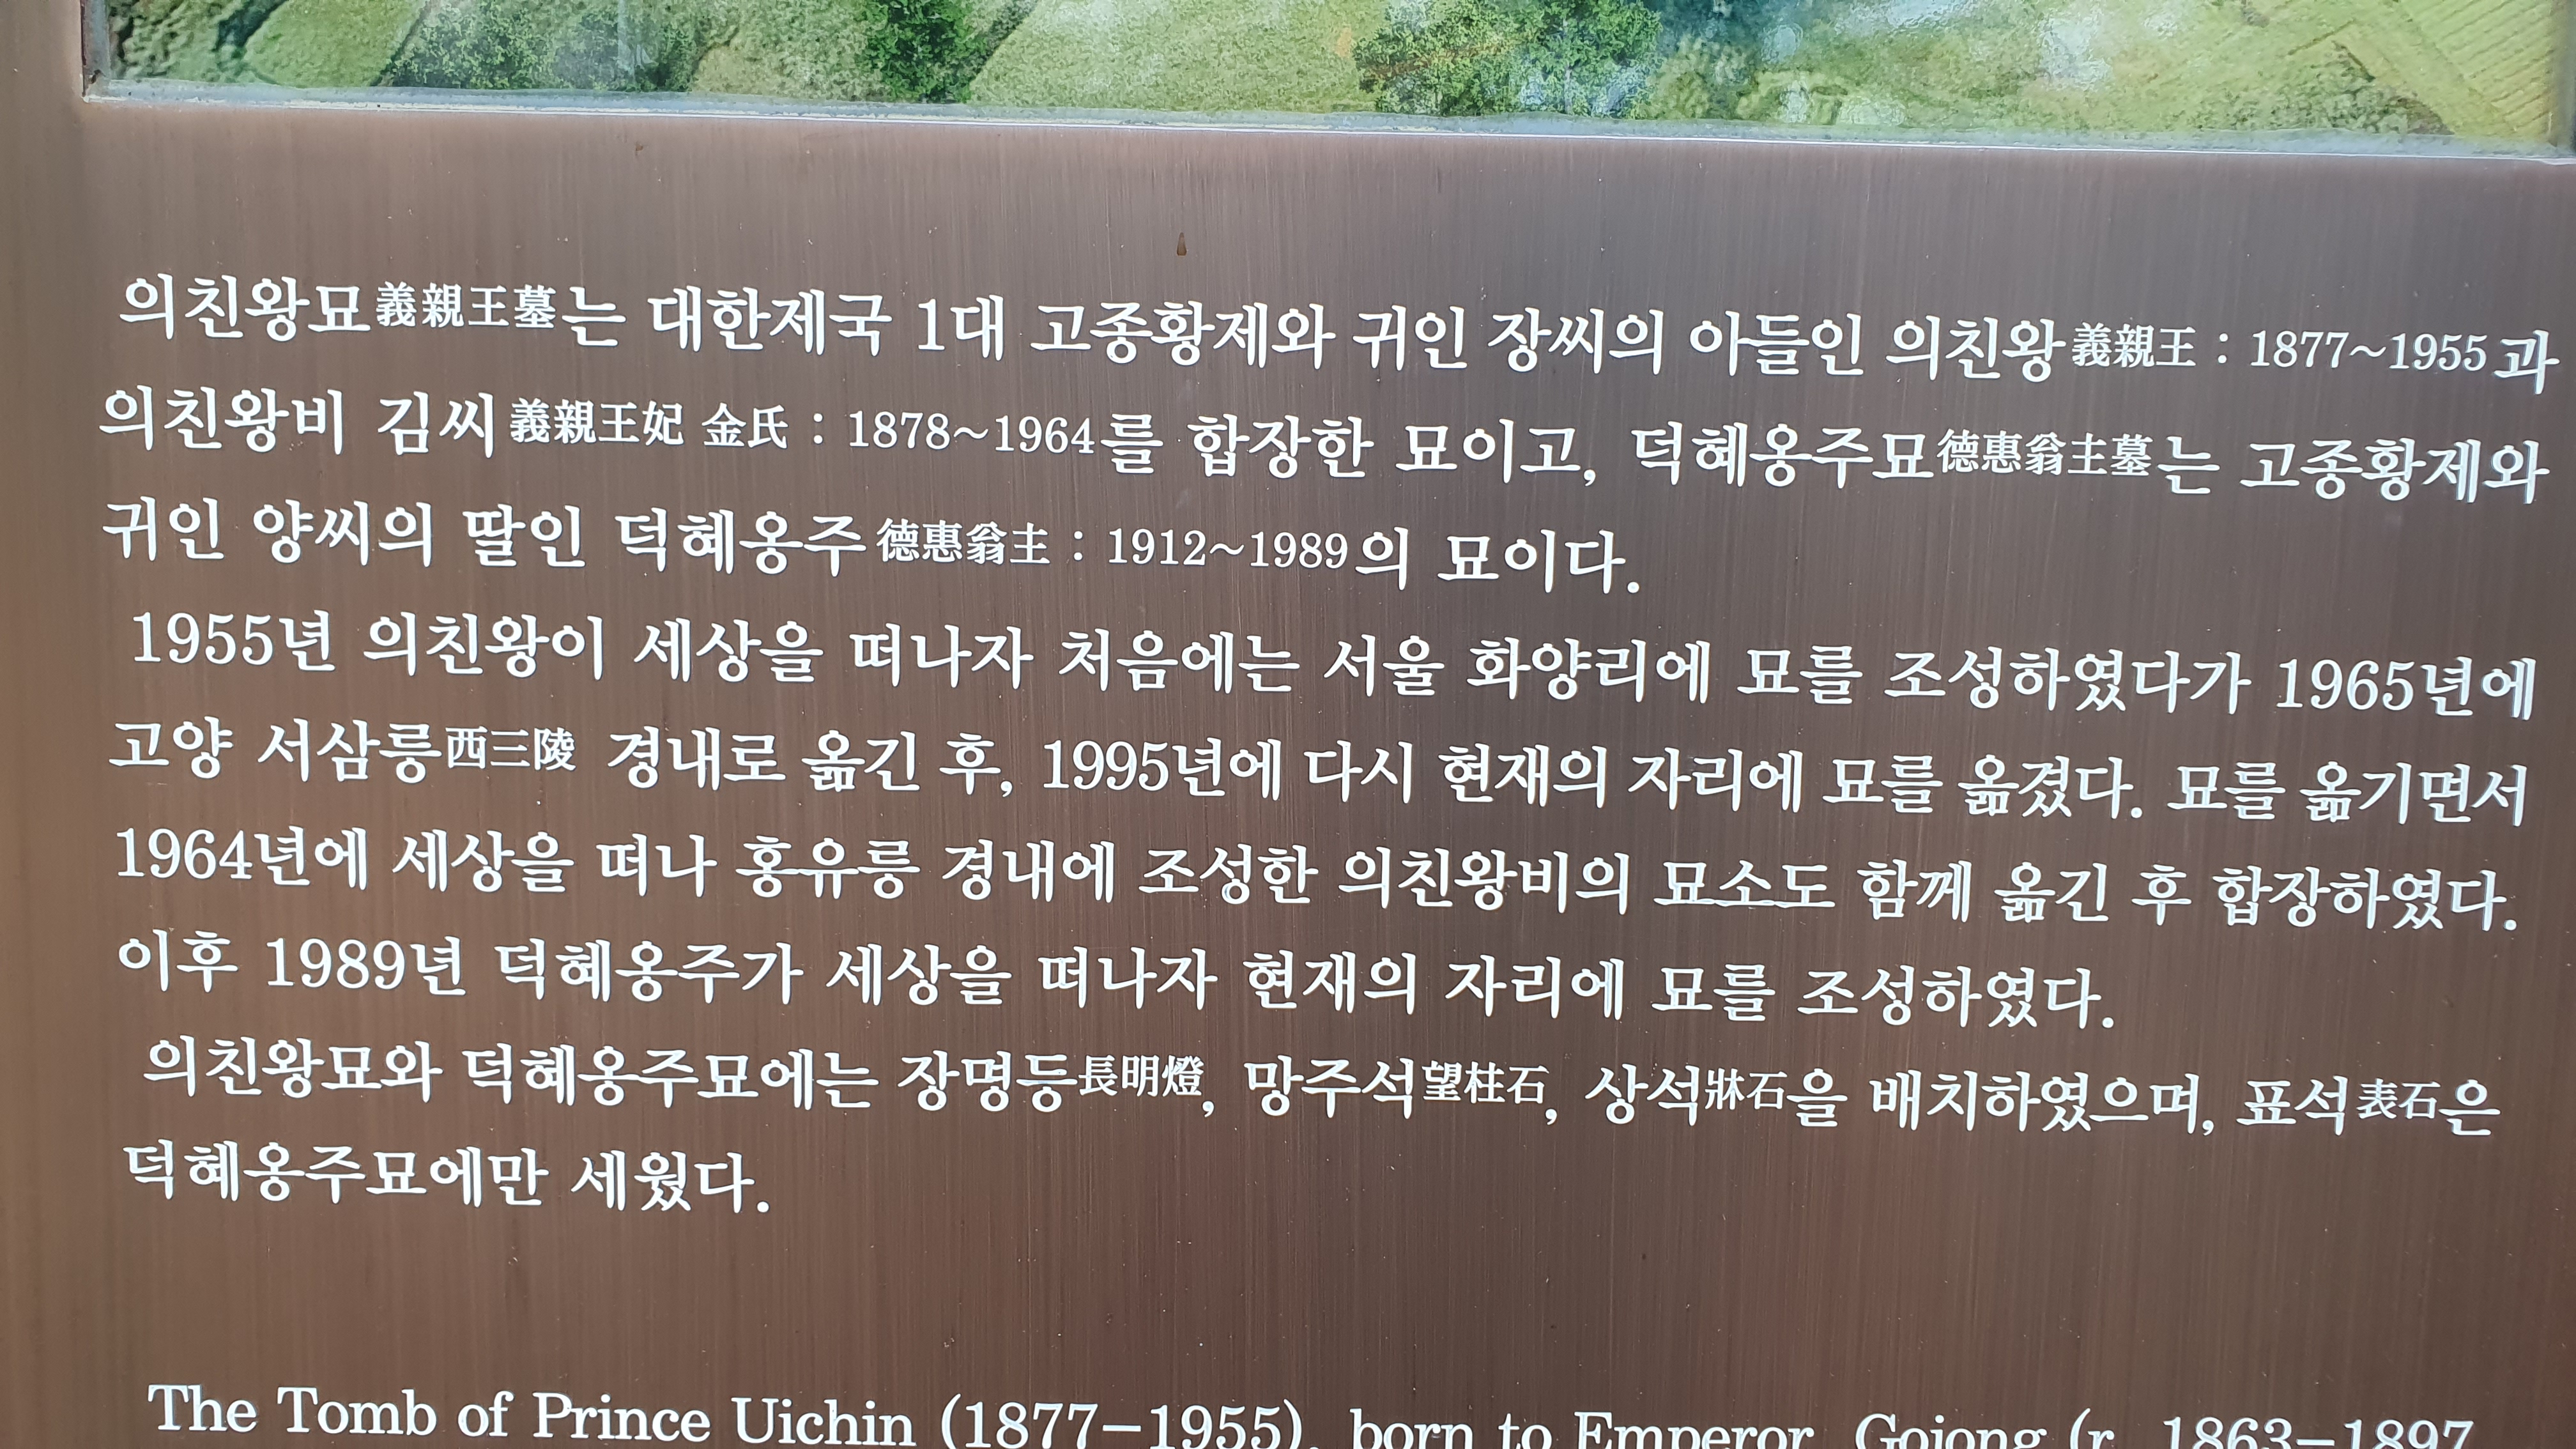 의친왕묘義親王墓는 대한제국 1대 고종황제와 귀인 장씨의 아들인 의친왕義親王 : 1877~1955과
의친왕비 김씨義親王妃 金氏 : 1878~1964를 합장한 묘이고, 덕혜옹주묘德惠翁主墓는 고종황제와
귀인 양씨의 딸인 덕혜옹주德惠翁主 : 1912~1989의 묘이다.
1955년 의친왕이 세상을 떠나자 처음에는 서울 화양리에 묘를 조성하였다가 1965년에
고양 서삼릉西三陵 경내로 옮긴 후, 1995년에 다시 현재의 자리에 묘를 옮겼다. 묘를 옮기면서
1964년에 세상을 떠나 홍유릉 경내에 조성한 의친왕비의 묘소도 함께 옮긴 후 합장하였다.
이후 1989년 덕혜옹주가 세상을 떠나자 현재의 자리에 묘를 조성하였다.
의친왕묘와 덕혜옹주묘에는 장명등長明燈, 망주석望柱石, 상석牀石을 배치하였으며, 표석表石은
덕혜옹주묘에만 세웠다.
The Tomb of Prince Uichin (1877–1955), born to Emperor Gojong (r. 1863–1897